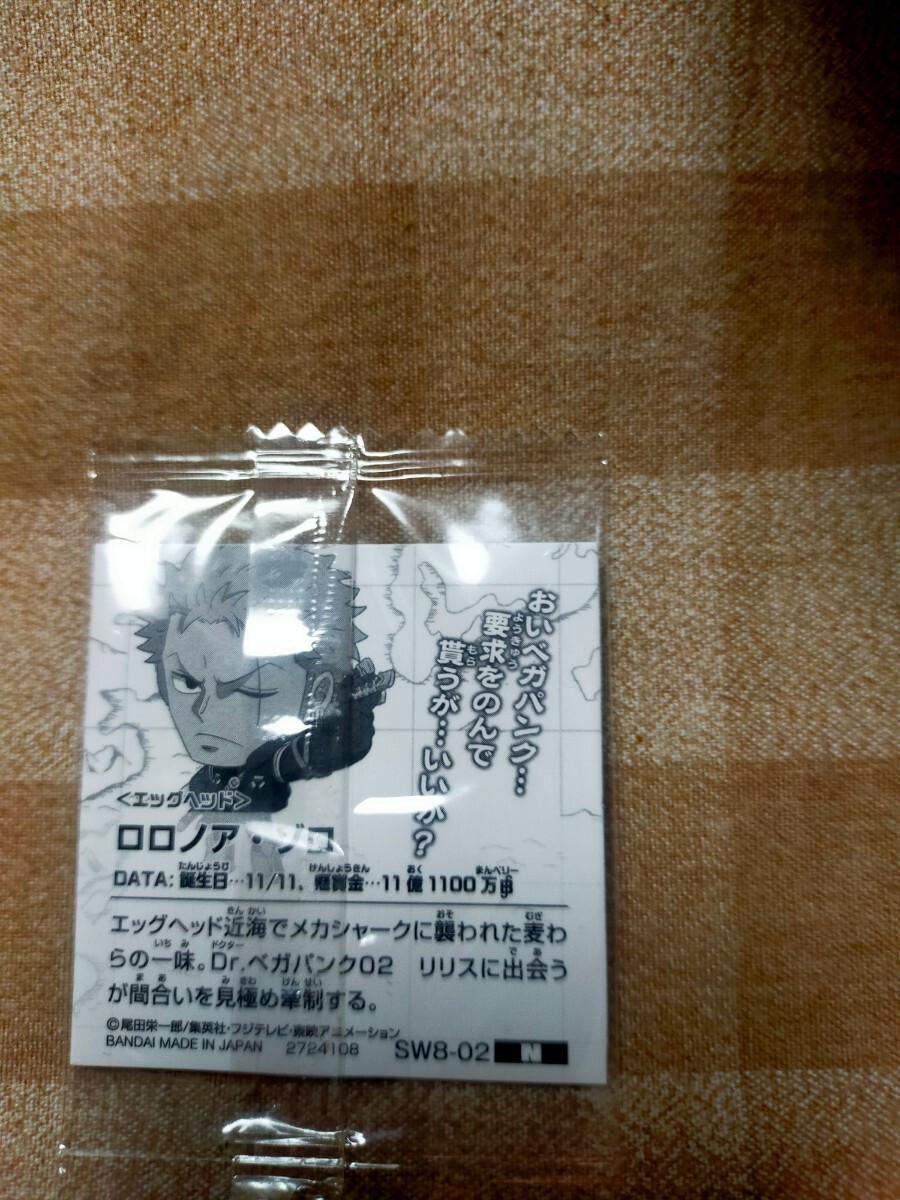 おいベガパンク…
要求をのんで
貰うが…いいか?
<エッグヘッド>
ロロノア・ゾロ
DATA: 誕生日…11/11、懸賞金…11億1100万
エッグヘッド近海でメカシャークに襲われた麦わ
らの一味。Dr.ベガパンク02 リリスに出会う
が間合いを見極め牽制する。
©尾田栄一郎/集英社・フジテレビ・東映アニメーション
BANDAI MADE IN JAPAN 2724108 SW8-02 N